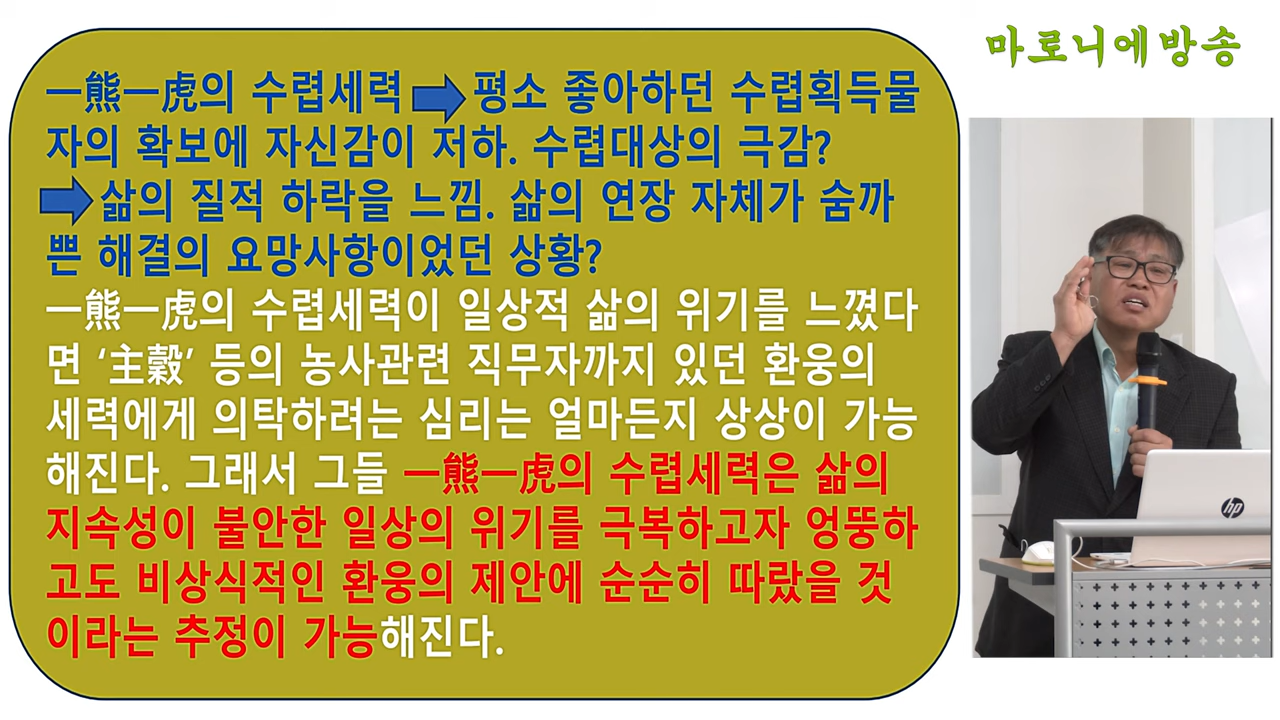 一熊一虎의 수렵세력 ➡ 평소 좋아하던 수렵획득물
자의 확보에 자신감이 저하. 수렵대상의 극감?
➡ 삶의 질적 하락을 느낌. 삶의 연장 자체가 숨까
쁜 해결의 요망사항이었던 상황?
一熊一虎의 수렵세력이 일상적 삶의 위기를 느꼈다
면 ‘主穀’ 등의 농사관련 직무자까지 있던 환웅의
세력에게 의탁하려는 심리는 얼마든지 상상이 가능
해진다. 그래서 그들 一熊一虎의 수렵세력은 삶의
지속성이 불안한 일상의 위기를 극복하고자 엉뚱하
고도 비상식적인 환웅의 제안에 순순히 따랐을 것
이라는 추정이 가능해진다.
마로니에방송
hp